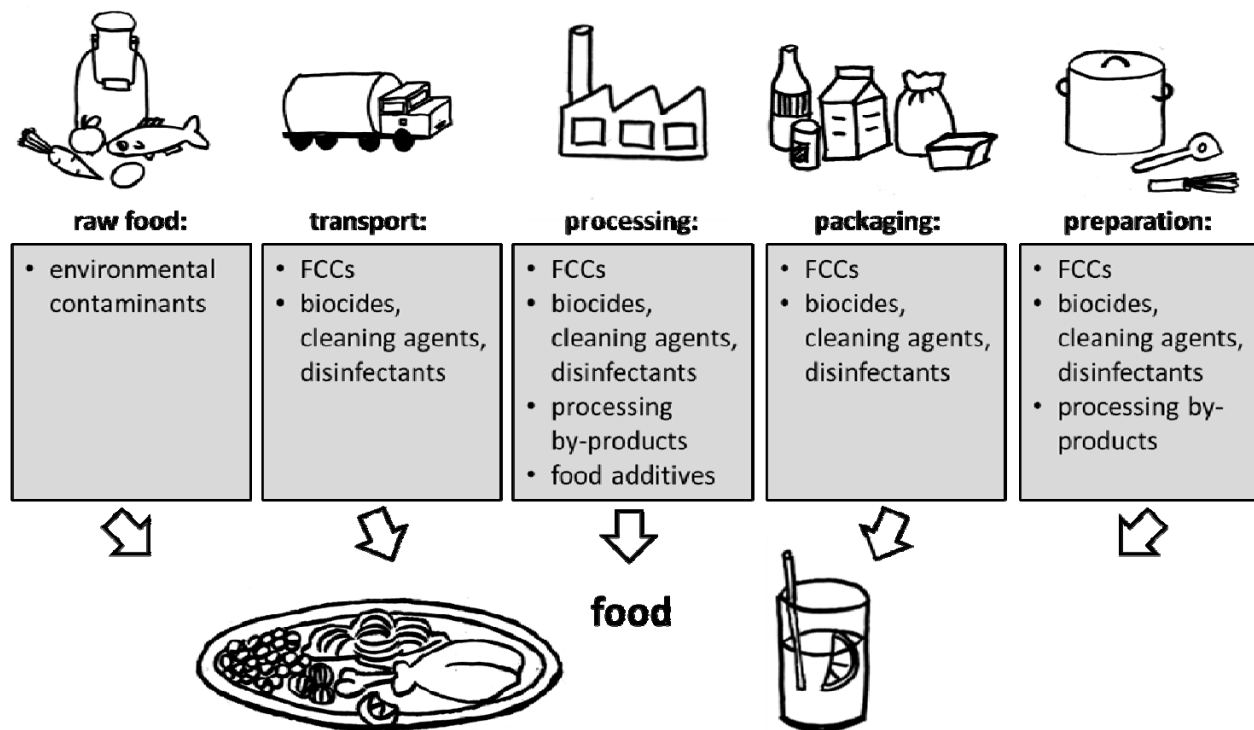 raw food:
• environmental
contaminants
transport:
• FCCs
• biocides,
cleaning agents,
disinfectants
processing:
• FCCs
• biocides,
cleaning agents,
disinfectants
• processing
by-products
• food additives
packaging:
• FCCs
• biocides,
cleaning agents,
disinfectants
preparation:
• FCCs
• biocides,
cleaning agents,
disinfectants
• processing by-
products
food